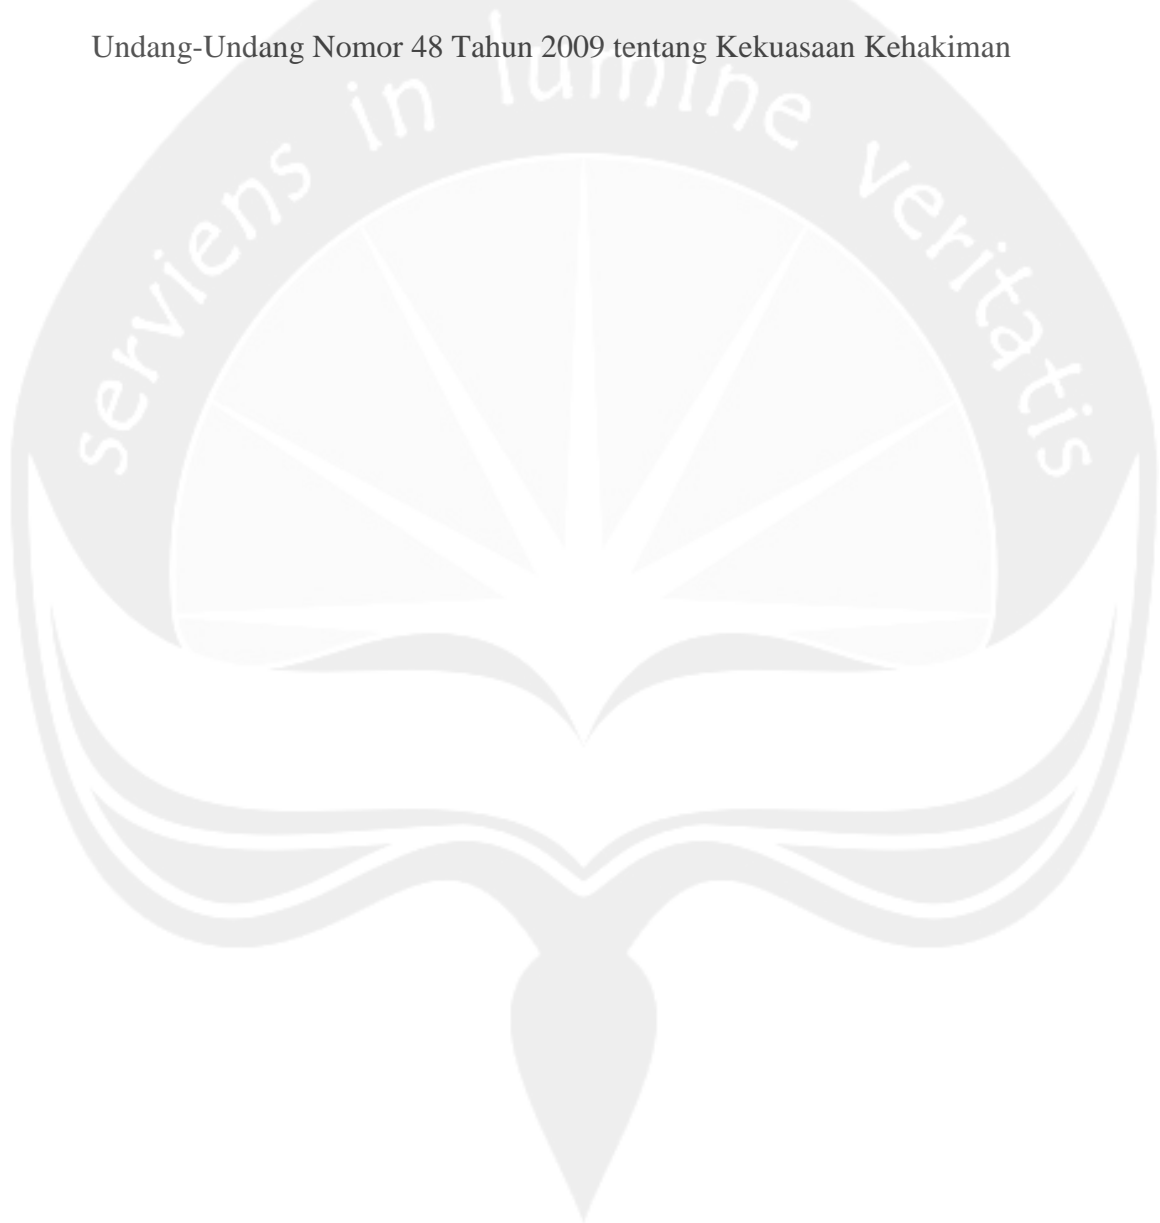 Undang-Undang Nomor 48 Tahun 2009 tentang Kekuasaan Kehakiman
serviens in lumine veritatis